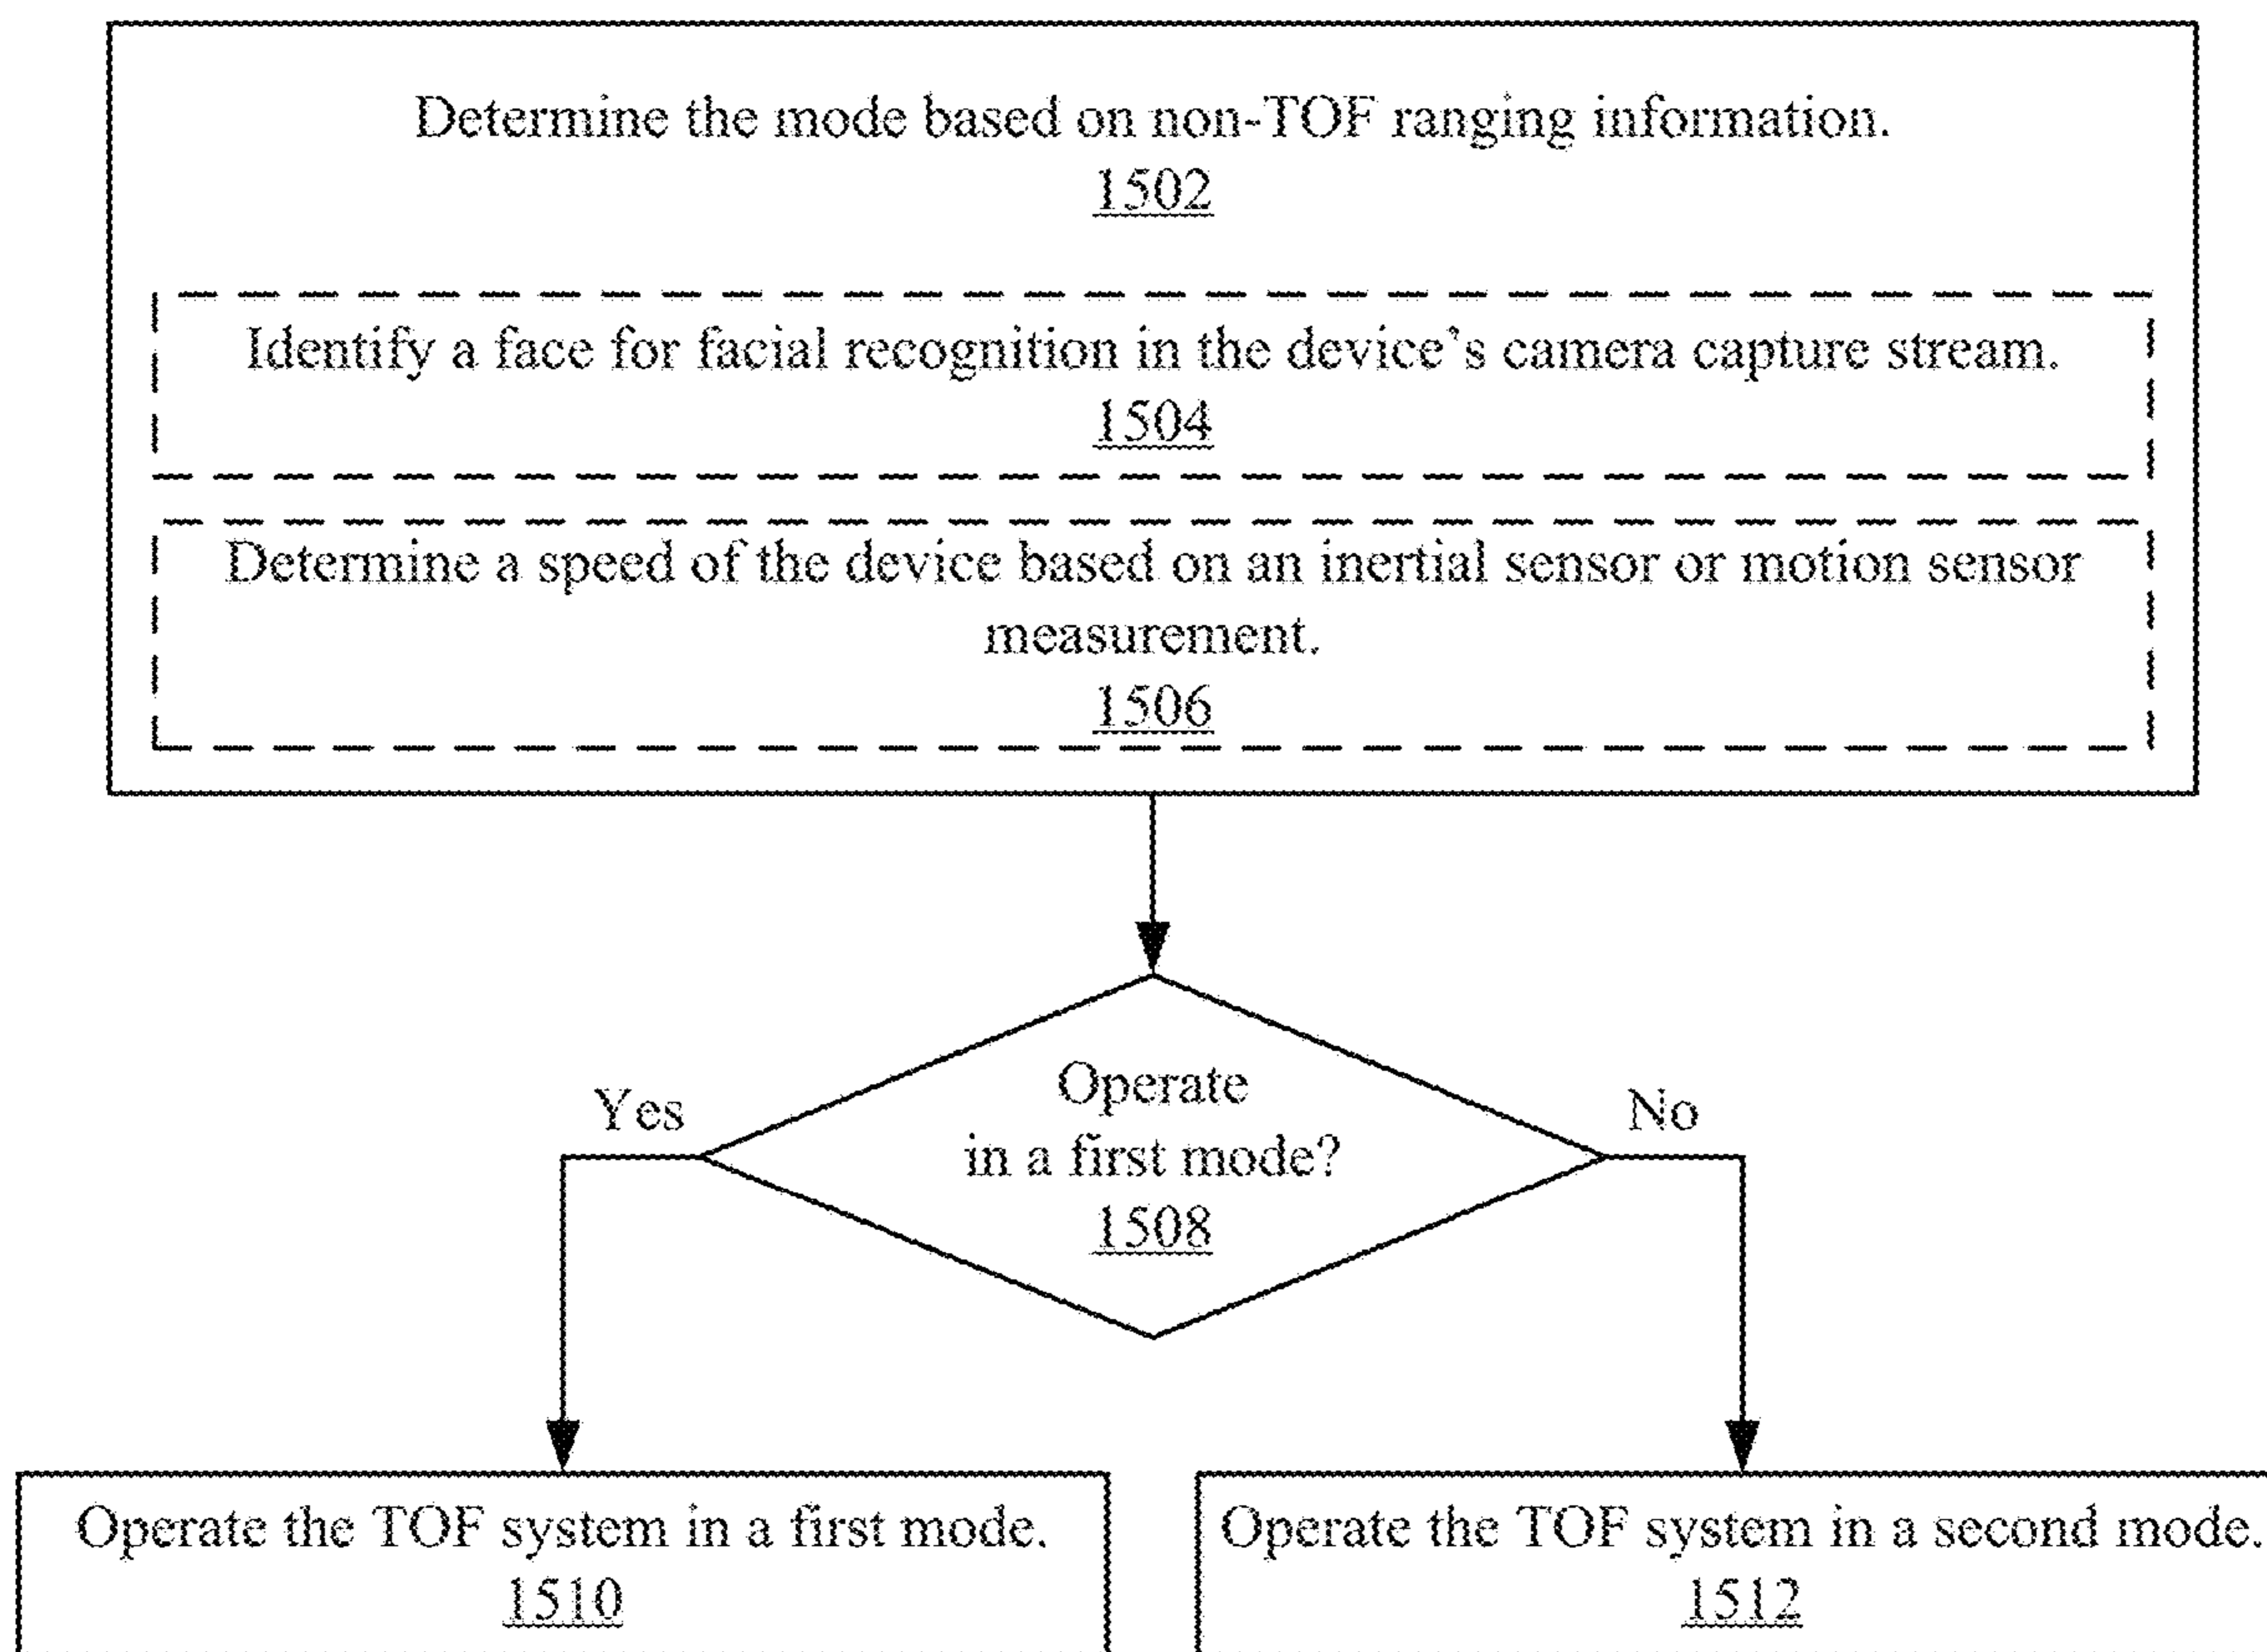 Determine the mode based on non-TOF ranging information.
1502
Identify a face for facial recognition in the device's camera capture stream.
1504
Determine a speed of the device based on an inertial sensor or motion sensor
measurement.
1506
Operate
in a first mode?
1508
Yes
No
Operate the TOF system in a first mode.
1510
Operate the TOF system in a second mode.
1512